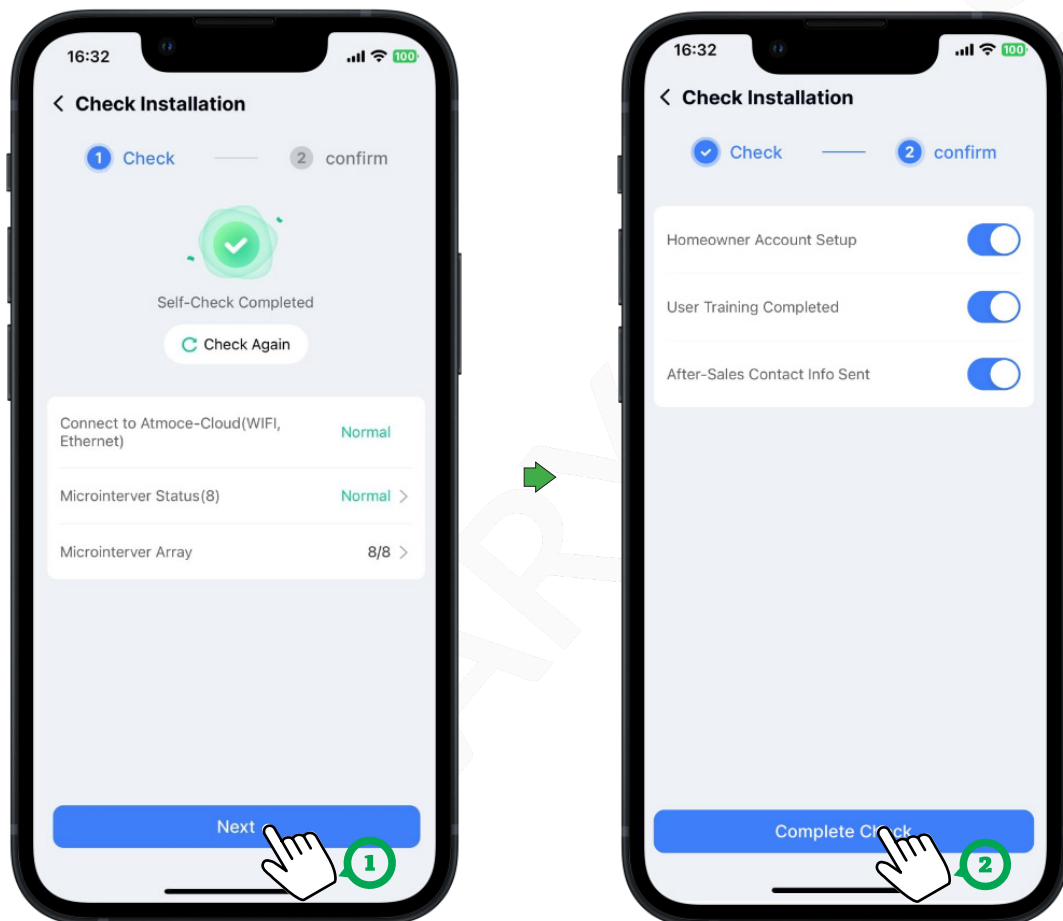 16:32
100
Check Installation
1 Check
2 confirm
Self-Check Completed
Check Again
Connect to Atmoce-Cloud(WIFI,
Ethernet)
Normal
Microinterver Status(8)
Normal
Microinterver Array
8/8
Next
1
16:32
100
Check Installation
Check
2 confirm
Homeowner Account Setup
User Training Completed
After-Sales Contact Info Sent
Complete Check
2